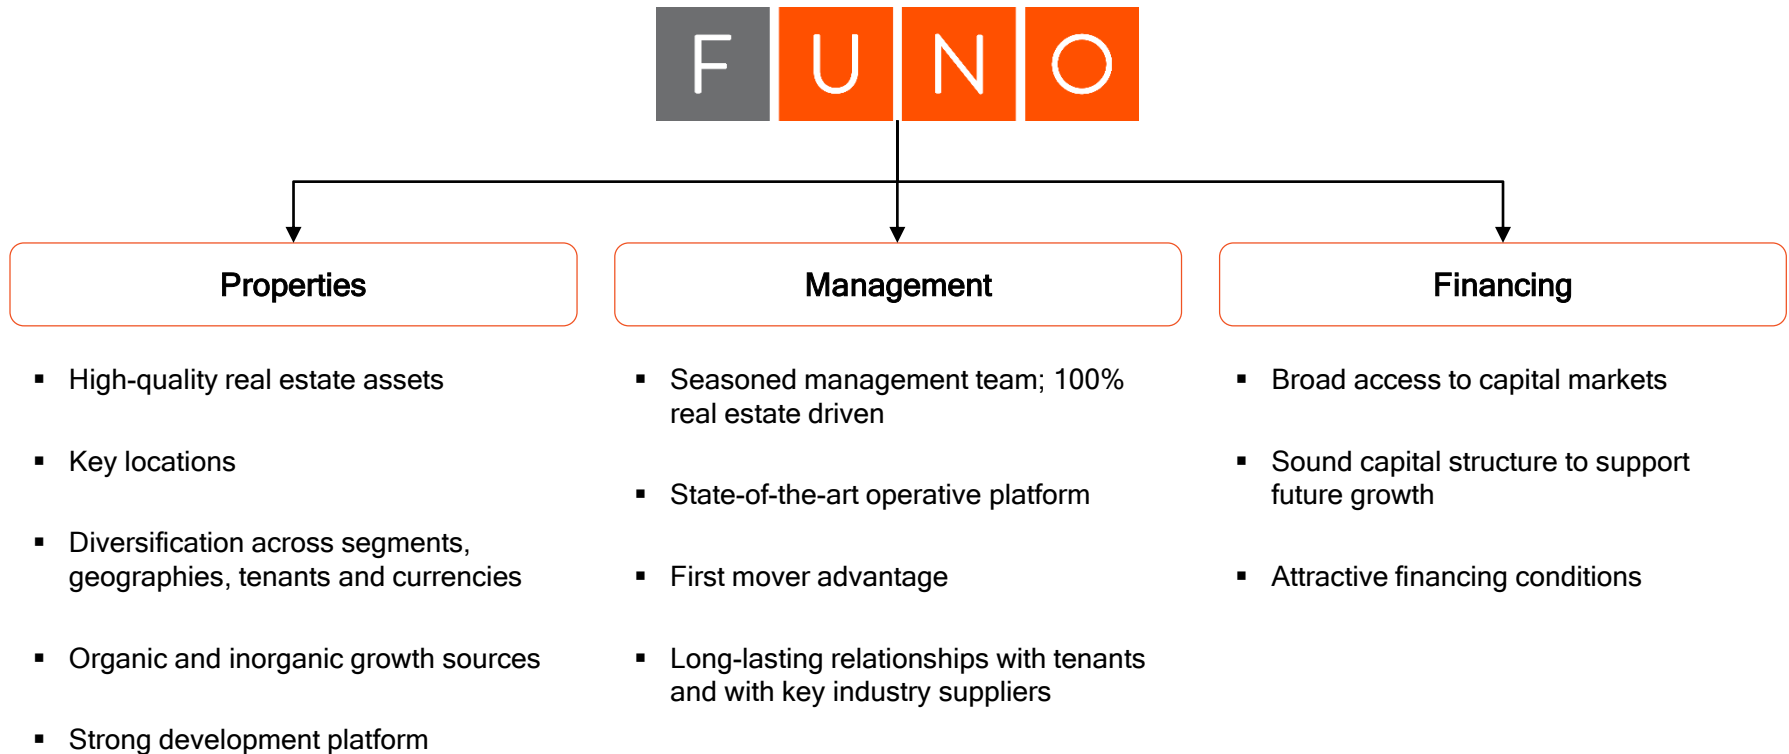 FUNO
Properties
▪ High-quality real estate assets
▪ Key locations
▪ Diversification across segments,
geographies, tenants and currencies
▪ Organic and inorganic growth sources
▪ Strong development platform
Management
▪ Seasoned management team; 100%
real estate driven
▪ State-of-the-art operative platform
▪ First mover advantage
▪ Long-lasting relationships with tenants
and with key industry suppliers
Financing
▪ Broad access to capital markets
▪ Sound capital structure to support
future growth
▪ Attractive financing conditions